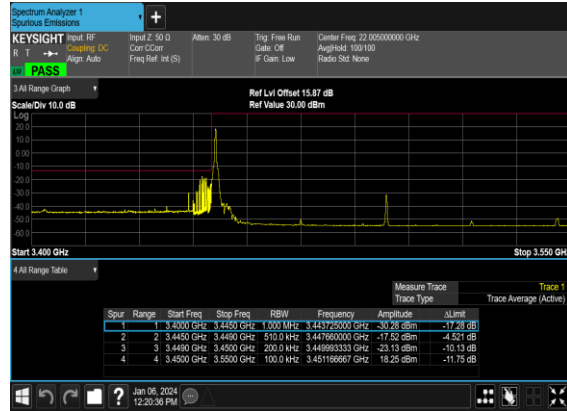 Spectrum Analyzer 1
Spurious Emissions
KEYSIGHT Input: RF Input Z: 50 Ω Atten: 30 dB Trig: Free Run Center Freq: 22.005000000 GHz
R T Coupling: DC Corr CCorr Gate: Off Avg|Hold: 100/100
Align: Auto Freq Ref: Int (S) IF Gain: Low Radio Std: None
PASS
3 All Range Graph
Ref Lvl Offset 15.87 dB
Scale/Div 10.0 dB Ref Value 30.00 dBm
Log
20.0
10.0
0.00
-10.0
-20.0
-30.0
-40.0
-50.0
-60.0
Start 3.400 GHz Stop 3.550 GH
4 All Range Table
Measure Trace Trace 1
Trace Type Trace Average (Active)
Spur Range Start Freq Stop Freq RBW Frequency Amplitude ΔLimit
1 1 3.4000 GHz 3.4450 GHz 1.000 MHz 3.443725000 GHz -30.28 dBm -17.28 dB
2 2 3.4450 GHz 3.4490 GHz 510.0 kHz 3.447660000 GHz -17.52 dBm -4.521 dB
3 3 3.4490 GHz 3.4500 GHz 200.0 kHz 3.449993333 GHz -23.13 dBm -10.13 dB
4 4 3.4500 GHz 3.5500 GHz 100.0 kHz 3.451166667 GHz 18.25 dBm -11.75 dB
? Jan 06, 2024
12:20:36 PM